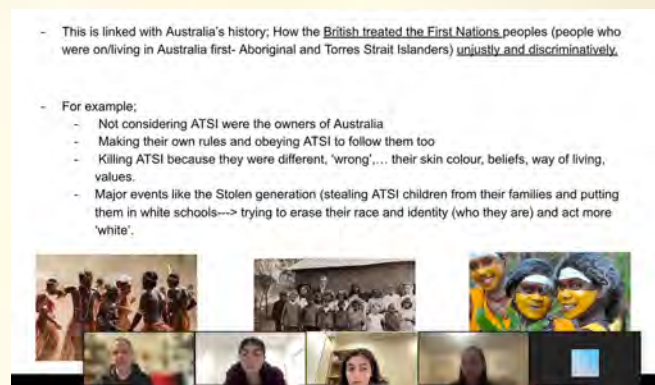 - This is linked with Australia's history; How the British treated the First Nations peoples (people who
were on/living in Australia first- Aboriginal and Torres Strait Islanders) unjustly and discriminatively.
- For example;
- Not considering ATSI were the owners of Australia
- Making their own rules and obeying ATSI to follow them too
- Killing ATSI because they were different, 'wrong',... their skin colour, beliefs, way of living,
values.
- Major events like the Stolen generation (stealing ATSI children from their families and putting
them in white schools---> trying to erase their race and identity (who they are) and act more
'white'.